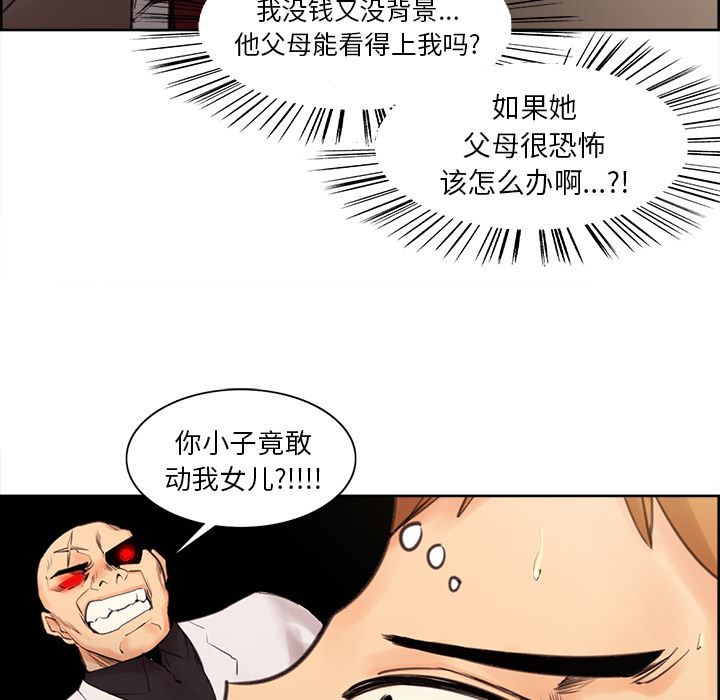 我没钱又没背景...
他父母能看得上我吗?
如果她
父母很恐怖
该怎么办啊...?!
你小子竟敢
动我女儿?!!!!